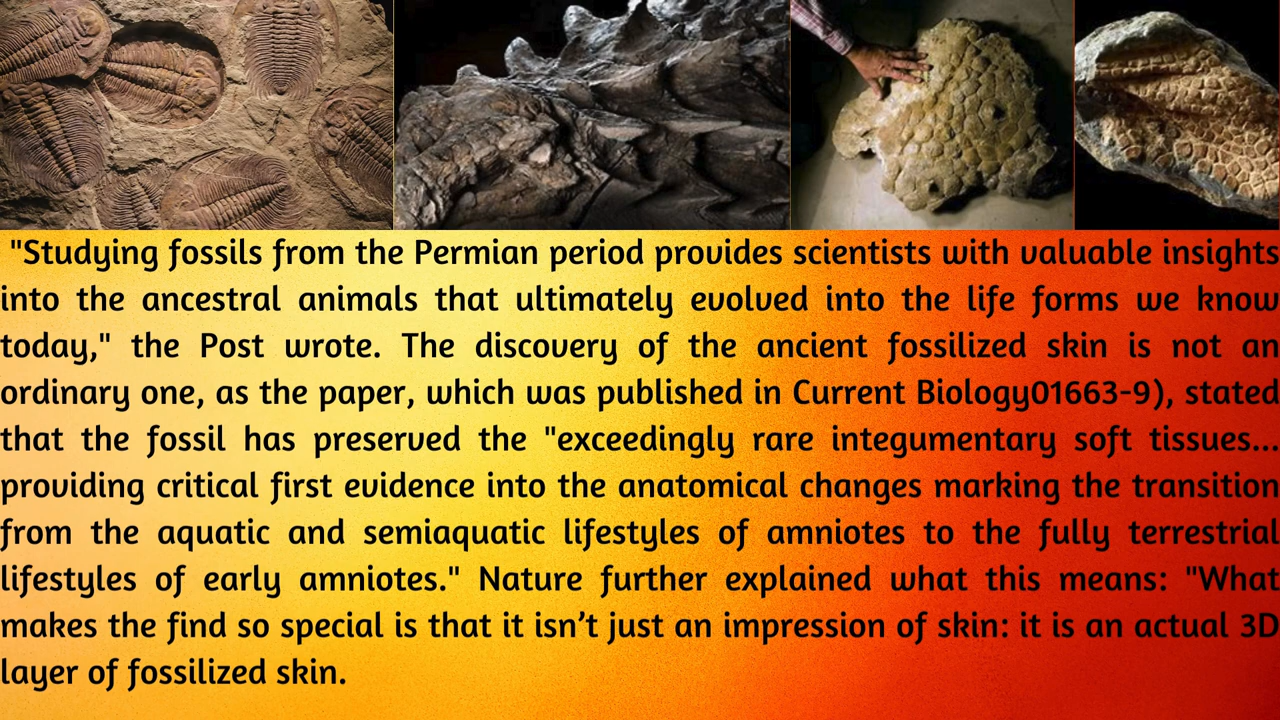 "Studying fossils from the Permian period provides scientists with valuable insights
into the ancestral animals that ultimately evolved into the life forms we know
today," the Post wrote. The discovery of the ancient fossilized skin is not an
ordinary one, as the paper, which was published in Current Biology01663-9), stated
that the fossil has preserved the "exceedingly rare integumentary soft tissues...
providing critical first evidence into the anatomical changes marking the transition
from the aquatic and semiaquatic lifestyles of amniotes to the fully terrestrial
lifestyles of early amniotes." Nature further explained what this means: "What
makes the find so special is that it isn’t just an impression of skin: it is an actual 3D
layer of fossilized skin.